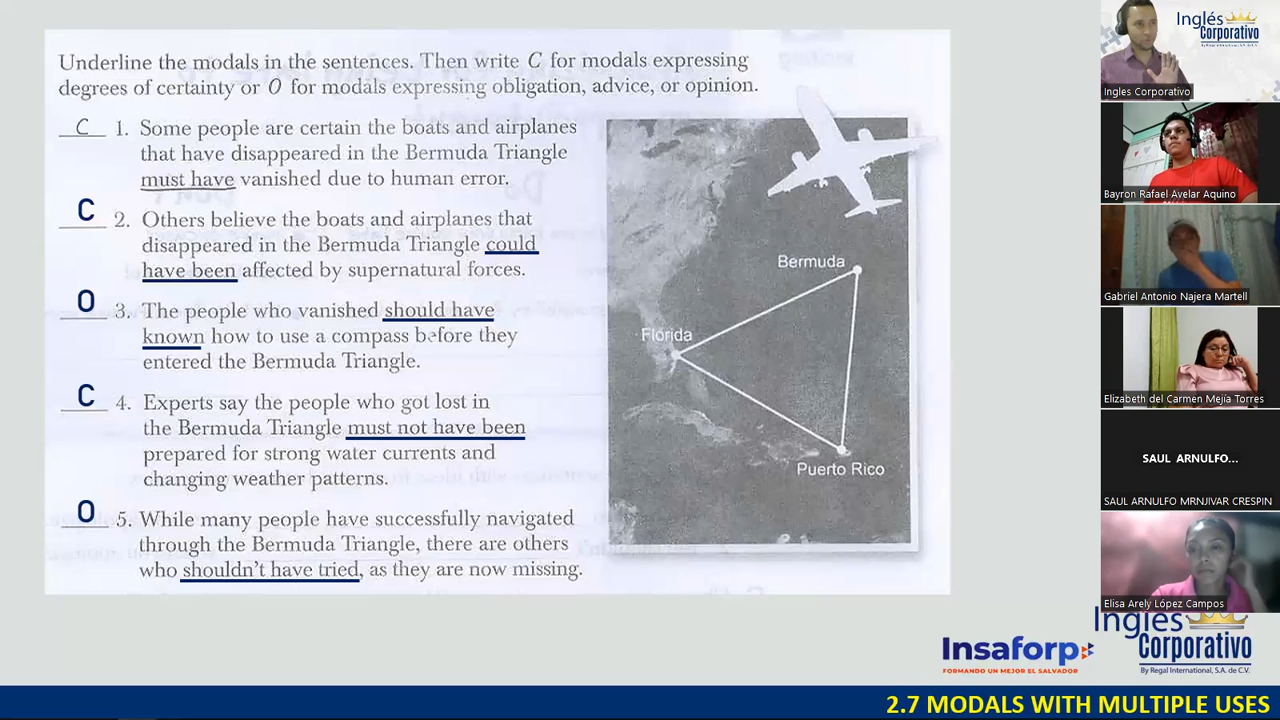 Underline the modals in the sentences. Then write C for modals expressing
degrees of certainty or O for modals expressing obligation, advice, or opinion.
C 1. Some people are certain the boats and airplanes
that have disappeared in the Bermuda Triangle
must have vanished due to human error.
C 2. Others believe the boats and airplanes that
disappeared in the Bermuda Triangle could
have been affected by supernatural forces.
O 3. The people who vanished should have
known how to use a compass before they
entered the Bermuda Triangle.
C 4. Experts say the people who got lost in
the Bermuda Triangle must not have been
prepared for strong water currents and
changing weather patterns.
O 5. While many people have successfully navigated
through the Bermuda Triangle, there are others
who shouldn't have tried, as they are now missing.
Bermuda
Florida
Puerto Rico
Inglés
Corporativo
By Regal International, S.A. de C.V.
Ingles Corporativo
Bayron Rafael Avelar Aquino
Gabriel Antonio Najera Martell
Elizabeth del Carmen Mejía Torres
SAUL ARNULFO...
SAUL ARNULFO MRNJIVAR CRESPIN
Elisa Arely López Campos
Insaforp
FORMANDO UN MEJOR EL SALVADOR
Inglés
Corporativo
By Regal International, S.A. de C.V.
2.7 MODALS WITH MULTIPLE USES